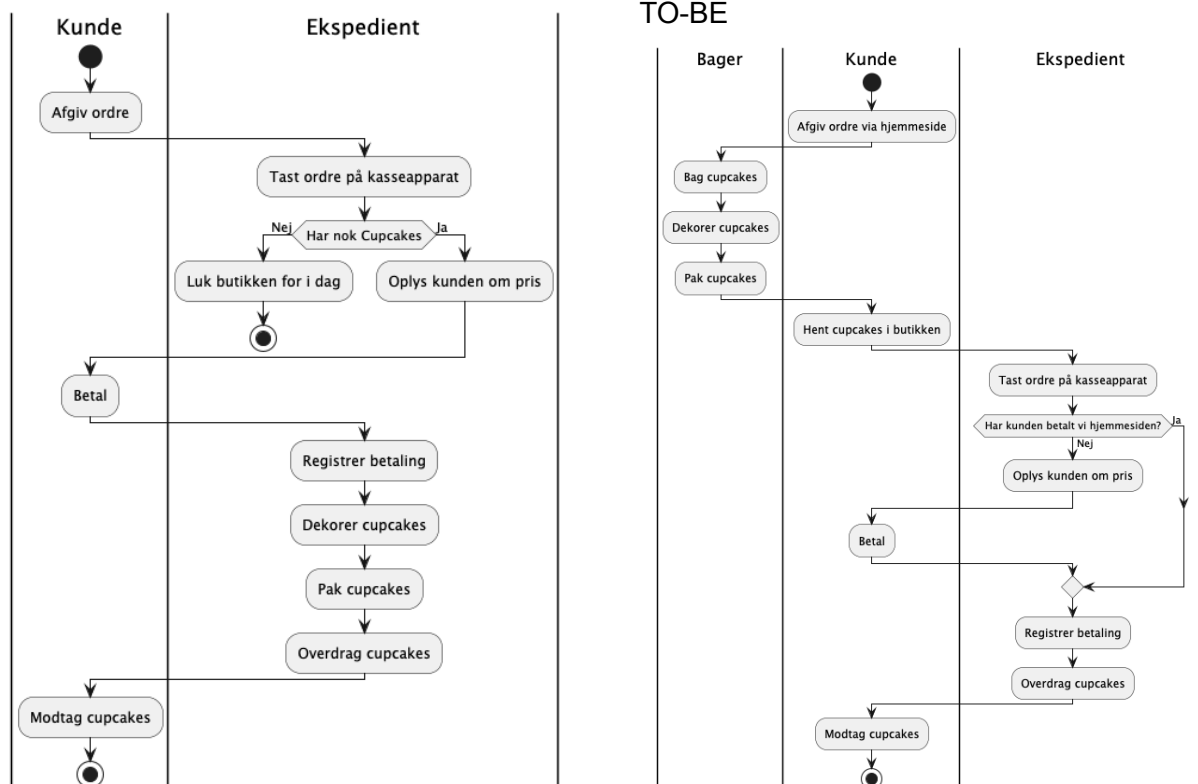 Kunde
Ekspedient
Afgiv ordre
Tast ordre på kasseapparat
Nej
Har nok Cupcakes
Ja
Luk butikken for i dag
Oplys kunden om pris
Betal
Registrer betaling
Dekorer cupcakes
Pak cupcakes
Overdrag cupcakes
Modtag cupcakes
TO-BE
Bager
Kunde
Ekspedient
Afgiv ordre via hjemmeside
Bag cupcakes
Dekorer cupcakes
Pak cupcakes
Hent cupcakes i butikken
Tast ordre på kasseapparat
Har kunden betalt vi hjemmesiden?
Ja
Nej
Oplys kunden om pris
Betal
Registrer betaling
Overdrag cupcakes
Modtag cupcakes